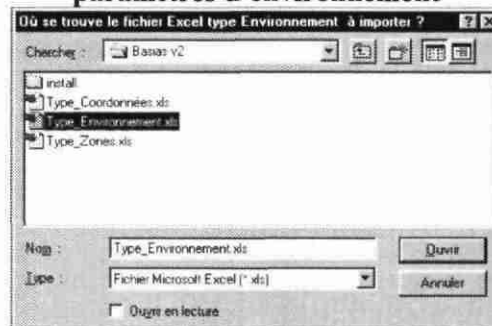 paramètres d'environnement
Où se trouve le fichier Excel type Environnement à importer ?
Chercher : Basias v2
install
Type_Coordonnées.xls
Type_Environnement.xls
Type_Zones.xls
Nom : Type_Environnement.xls Ouvrir
Type : Fichier Microsoft Excel (*.xls) Annuler
Ouvrir en lecture